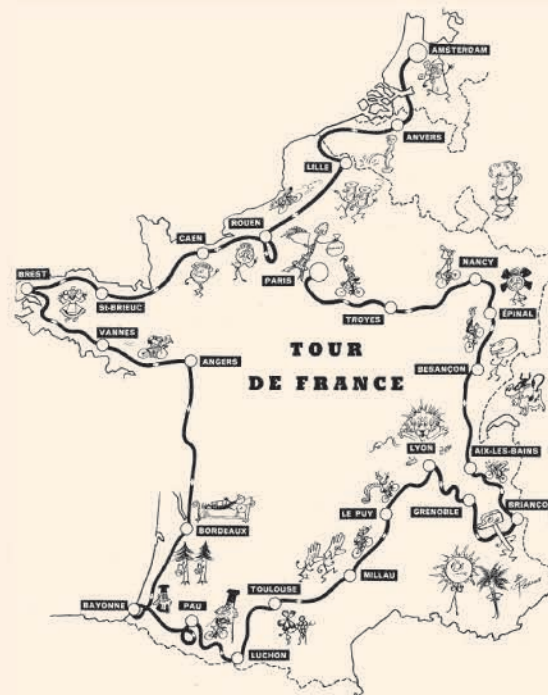 AMSTERDAM
ANVERS
LILLE
ROUEN
CAEN
PARIS
NANCY
BREST
St-BRIEUC
TROYES
ÉPINAL
VANNES
ANGERS
TOUR
DE FRANCE
BESANÇON
LYON
AIX-LES-BAINS
LE PUY
GRENOBLE
BRIANÇO
BORDEAUX
MILLAU
TOULOUSE
BAYONNE
PAU
LUCHON